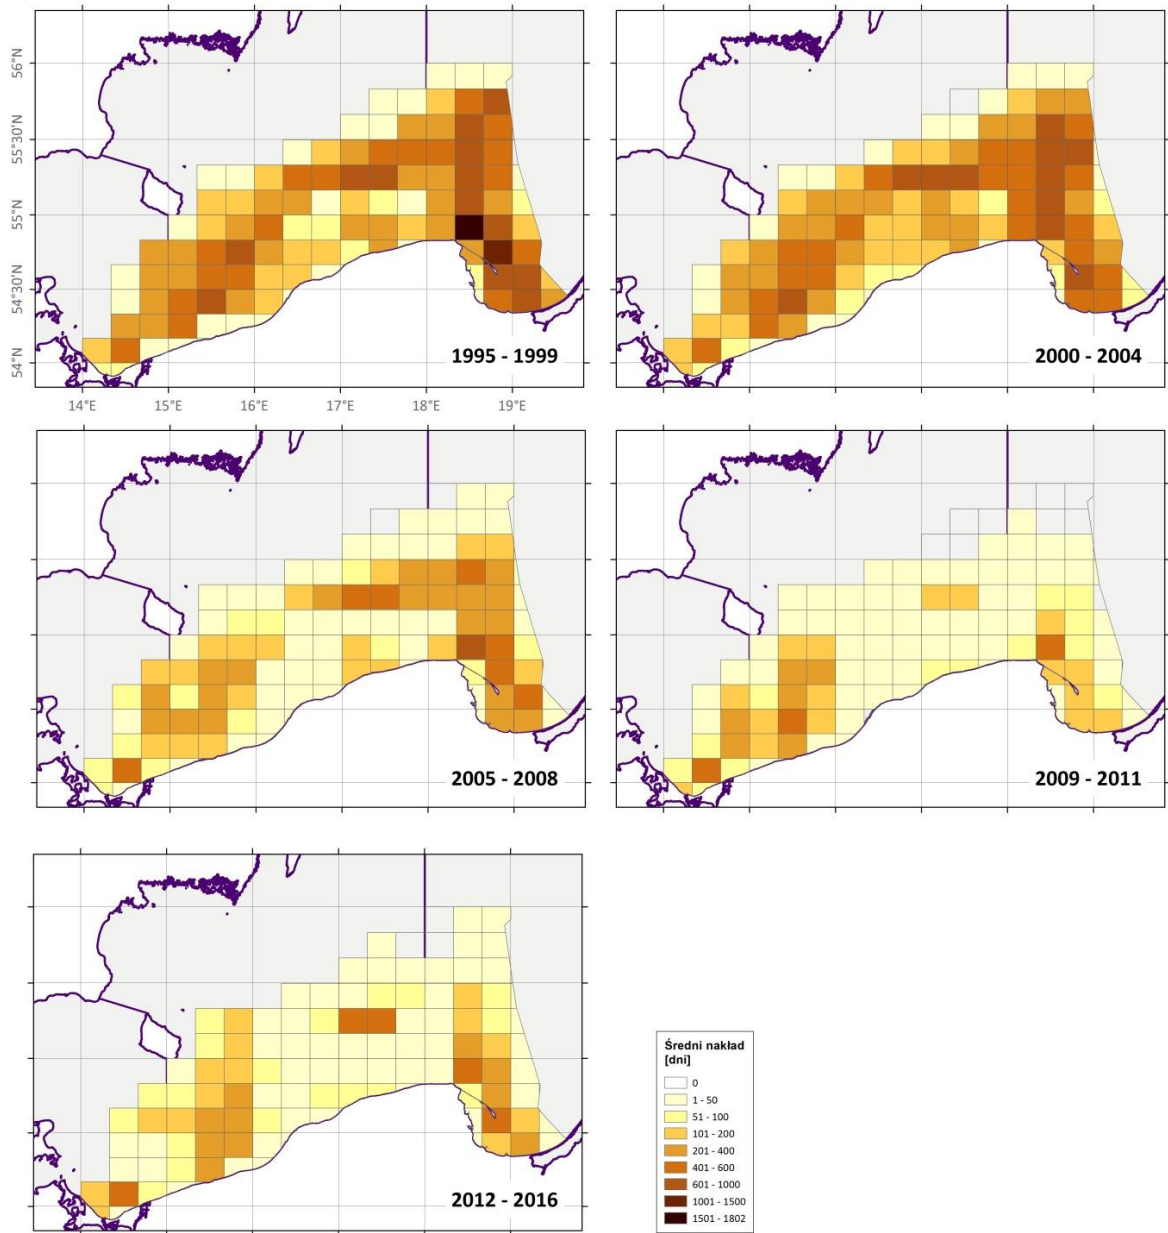 56°N
55°30'N
55°N
54°30'N
54°N
1995 - 1999
2000 - 2004
14°E 15°E 16°E 17°E 18°E 19°E
2005 - 2008
2009 - 2011
2012 - 2016
Średni nakład
[dni]
0
1 - 50
51 - 100
101 - 200
201 - 400
401 - 600
601 - 1000
1001 - 1500
1501 - 1802